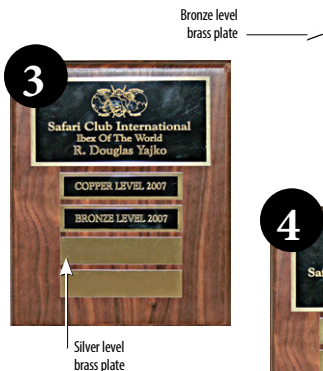 Bronze level
brass plate
3
Safari Club International
Ibex Of The World
R. Douglas Yajko
COPPER LEVEL 2007
BRONZE LEVEL 2007
4
Saf
Silver level
brass plate